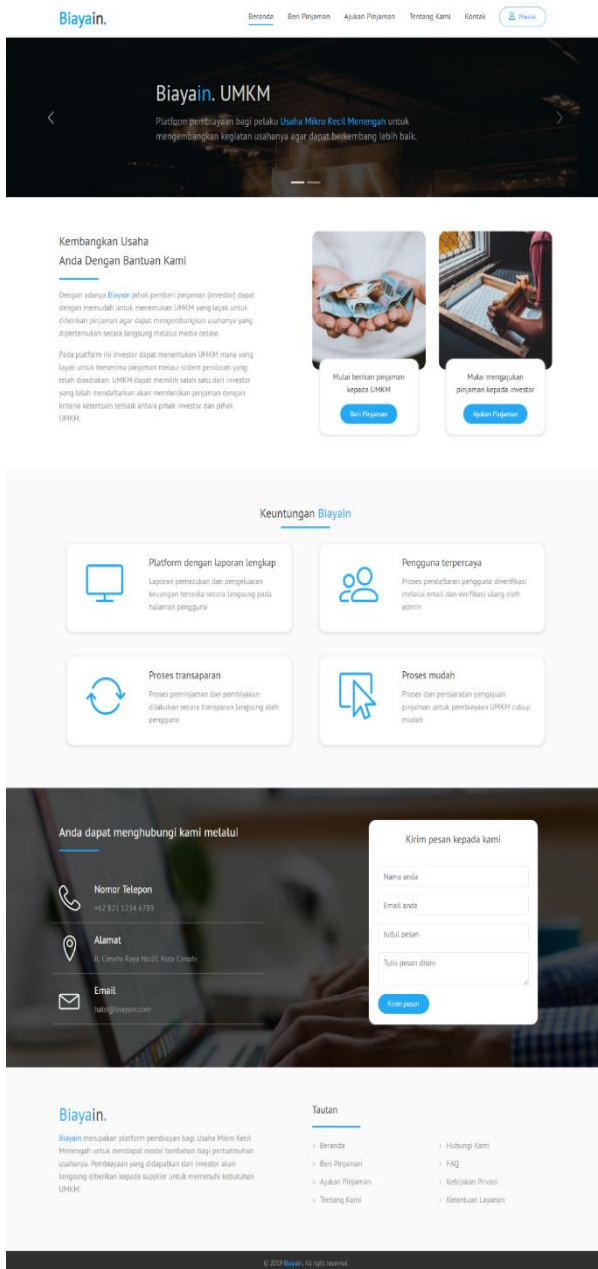 Biayain.
Beranda
Beri Pinjaman
Ajukan Pinjaman
Tentang Kami
Kontak
Masuk
Biayain. UMKM
Platform pembiayaan bagi pelaku Usaha Mikro Kecil Menengah untuk
mengembangkan kegiatan usahanya agar dapat berkembang lebih baik.
Kembangkan Usaha
Anda Dengan Bantuan Kami
Dengan adanya Biayain pihak pemberi pinjaman (investor) dapat
dengan memudah untuk menemukan UMKM yang layak untuk
diberikan pinjaman agar dapat mengembangkan usahanya yang
dipertemukan secara langsung melalui media online.
Pada platform ini investor dapat menentukan UMKM mana yang
layak untuk menerima pinjaman melaui sistem penilaian yang
telah disediakan. UMKM dapat memilih salah satu dari investor
yang telah mendaftarkan akan memberikan pinjaman dengan
kriteria ketentuan terbaik antara pihak investor dan pihak
UMKM.
Mulai berikan pinjaman
kepada UMKM
Beri Pinjaman
Mulai mengajukan
pinjaman kepada investor
Ajukan Pinjaman
Keuntungan Biayain
Platform dengan laporan lengkap
Laporan pemasukan dan pengeluaran
keuangan tersedia secara langsung pada
halaman pengguna
Pengguna terpercaya
Proses pendaftaran pengguna diverifikasi
melalui email dan verifikasi ulang oleh
admin
Proses transaparan
Proses peminjaman dan pembiyaaan
dilakukan secara transparan langsung oleh
pengguna
Proses mudah
Proses dan persyaratan pengajuan
pinjaman untuk pembiayaan UMKM cukup
mudah
Anda dapat menghubungi kami melalui
Nomor Telepon
+62 821 1234 6789
Alamat
Jl. Cimahi Raya No.01 Kota Cimahi
Email
halo@biayain.com
Kirim pesan kepada kami
Nama anda
Email anda
Judul pesan
Tulis pesan disini
Kirim pesan
Biayain.
Biayain merupakan platform pembiayan bagi Usaha Mikro Kecil
Menengah untuk mendapat modal tambahan bagi pertumbuhan
usahanya. Pembiayaan yang didapatkan dari investor akan
langsung diberikan kepada supplier untuk memenuhi kebutuhan
UMKM.
Tautan
› Beranda
› Beri Pinjaman
› Ajukan Pinjaman
› Tentang Kami
› Hubungi Kami
› FAQ
› Kebijakan Privasi
› Ketentuan Layanan
© 2019 Biayain. All right reserved